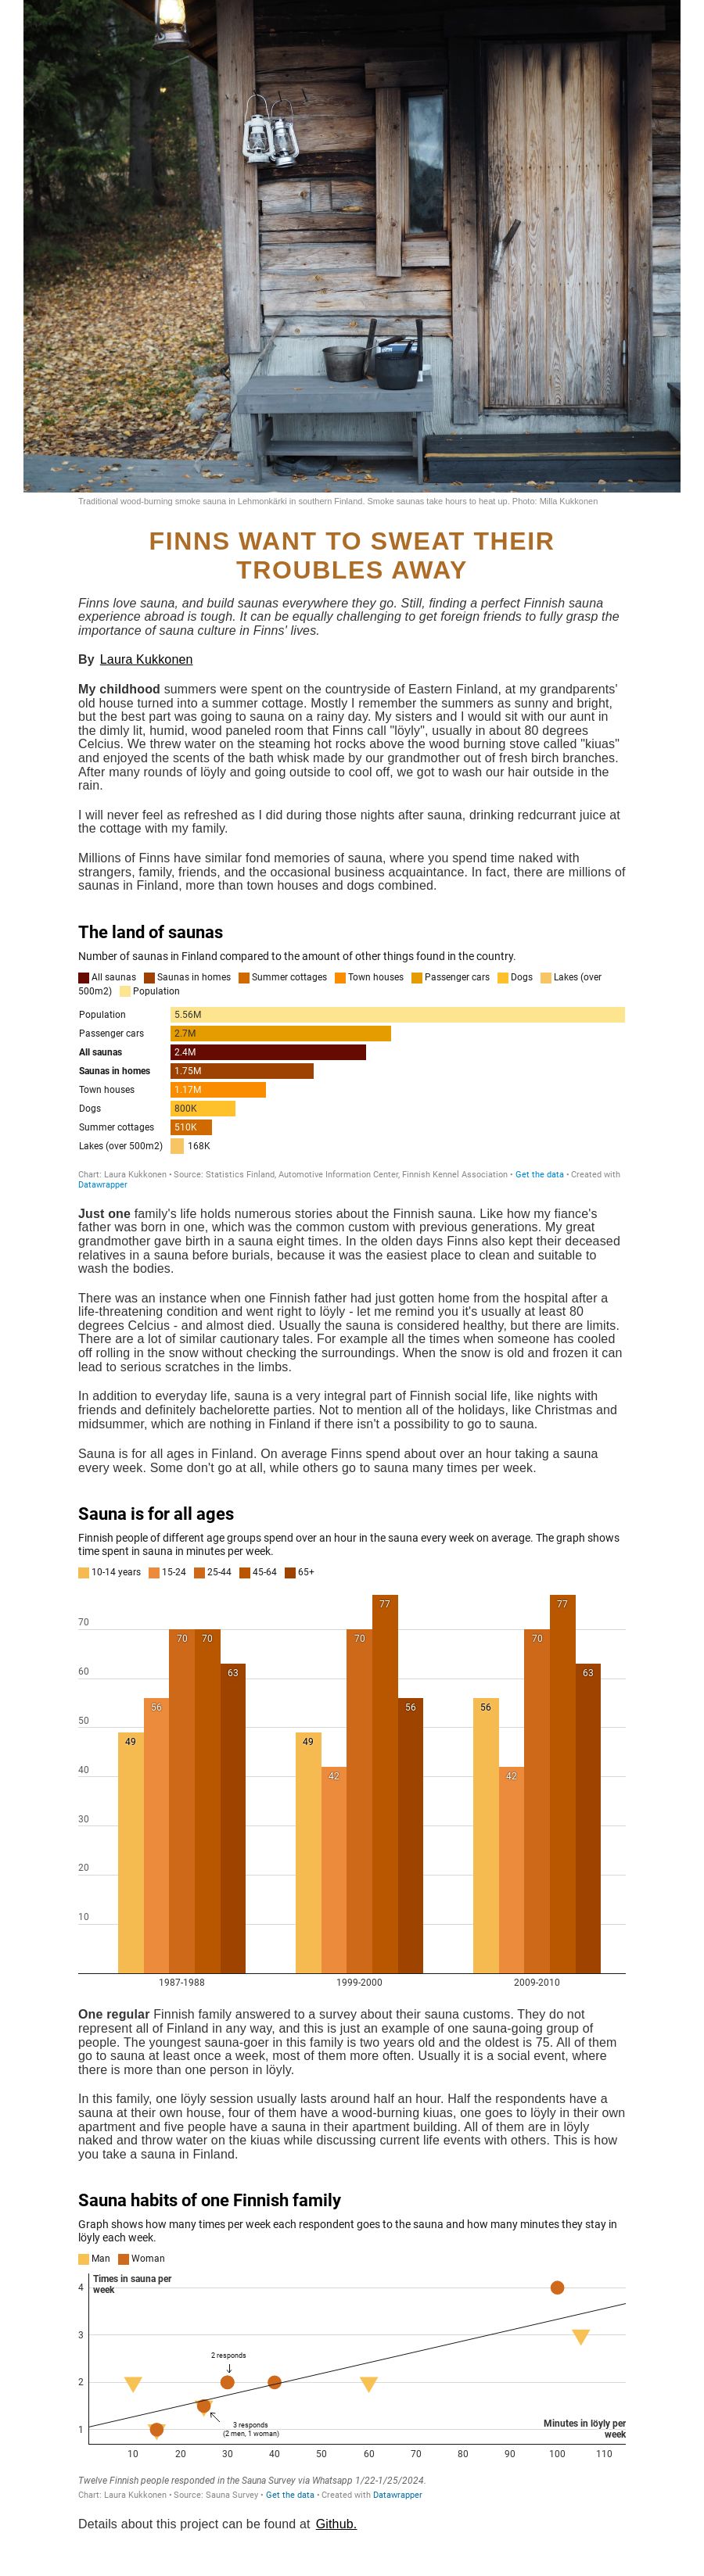 Traditional wood-burning smoke sauna in Lehmonkärki in southern Finland. Smoke saunas take hours to heat up. Photo: Milla Kukkonen
FINNS WANT TO SWEAT THEIR
TROUBLES AWAY
Finns love sauna, and build saunas everywhere they go. Still, finding a perfect Finnish sauna
experience abroad is tough. It can be equally challenging to get foreign friends to fully grasp the
importance of sauna culture in Finns' lives.
By Laura Kukkonen
My childhood summers were spent on the countryside of Eastern Finland, at my grandparents'
old house turned into a summer cottage. Mostly I remember the summers as sunny and bright,
but the best part was going to sauna on a rainy day. My sisters and I would sit with our aunt in
the dimly lit, humid, wood paneled room that Finns call "löyly", usually in about 80 degrees
Celcius. We threw water on the steaming hot rocks above the wood burning stove called "kiuas"
and enjoyed the scents of the bath whisk made by our grandmother out of fresh birch branches.
After many rounds of löyly and going outside to cool off, we got to wash our hair outside in the
rain.
I will never feel as refreshed as I did during those nights after sauna, drinking redcurrant juice at
the cottage with my family.
Millions of Finns have similar fond memories of sauna, where you spend time naked with
strangers, family, friends, and the occasional business acquaintance. In fact, there are millions of
saunas in Finland, more than town houses and dogs combined.
The land of saunas
Number of saunas in Finland compared to the amount of other things found in the country.
All saunas Saunas in homes Summer cottages Town houses Passenger cars Dogs Lakes (over
500m2) Population
Population 5.56M
Passenger cars 2.7M
All saunas 2.4M
Saunas in homes 1.75M
Town houses 1.17M
Dogs 800K
Summer cottages 510K
Lakes (over 500m2) 168K
Chart: Laura Kukkonen • Source: Statistics Finland, Automotive Information Center, Finnish Kennel Association • Get the data • Created with
Datawrapper
Just one family's life holds numerous stories about the Finnish sauna. Like how my fiance's
father was born in one, which was the common custom with previous generations. My great
grandmother gave birth in a sauna eight times. In the olden days Finns also kept their deceased
relatives in a sauna before burials, because it was the easiest place to clean and suitable to
wash the bodies.
There was an instance when one Finnish father had just gotten home from the hospital after a
life-threatening condition and went right to löyly - let me remind you it's usually at least 80
degrees Celcius - and almost died. Usually the sauna is considered healthy, but there are limits.
There are a lot of similar cautionary tales. For example all the times when someone has cooled
off rolling in the snow without checking the surroundings. When the snow is old and frozen it can
lead to serious scratches in the limbs.
In addition to everyday life, sauna is a very integral part of Finnish social life, like nights with
friends and definitely bachelorette parties. Not to mention all of the holidays, like Christmas and
midsummer, which are nothing in Finland if there isn't a possibility to go to sauna.
Sauna is for all ages in Finland. On average Finns spend about over an hour taking a sauna
every week. Some don't go at all, while others go to sauna many times per week.
Sauna is for all ages
Finnish people of different age groups spend over an hour in the sauna every week on average. The graph shows
time spent in sauna in minutes per week.
10-14 years 15-24 25-44 45-64 65+
70
60
50
40
30
20
10
49 56 70 70 63
49 42 70 77 56
56 42 70 77 63
1987-1988 1999-2000 2009-2010
One regular Finnish family answered to a survey about their sauna customs. They do not
represent all of Finland in any way, and this is just an example of one sauna-going group of
people. The youngest sauna-goer in this family is two years old and the oldest is 75. All of them
go to sauna at least once a week, most of them more often. Usually it is a social event, where
there is more than one person in löyly.
In this family, one löyly session usually lasts around half an hour. Half the respondents have a
sauna at their own house, four of them have a wood-burning kiuas, one goes to löyly in their own
apartment and five people have a sauna in their apartment building. All of them are in löyly
naked and throw water on the kiuas while discussing current life events with others. This is how
you take a sauna in Finland.
Sauna habits of one Finnish family
Graph shows how many times per week each respondent goes to the sauna and how many minutes they stay in
löyly each week.
Man Woman
Times in sauna per
week
4
3
2
1
2 responds
3 responds
(2 men, 1 woman)
Minutes in löyly per
week
10 20 30 40 50 60 70 80 90 100 110
Twelve Finnish people responded in the Sauna Survey via Whatsapp 1/22-1/25/2024.
Chart: Laura Kukkonen • Source: Sauna Survey • Get the data • Created with Datawrapper
Details about this project can be found at Github.